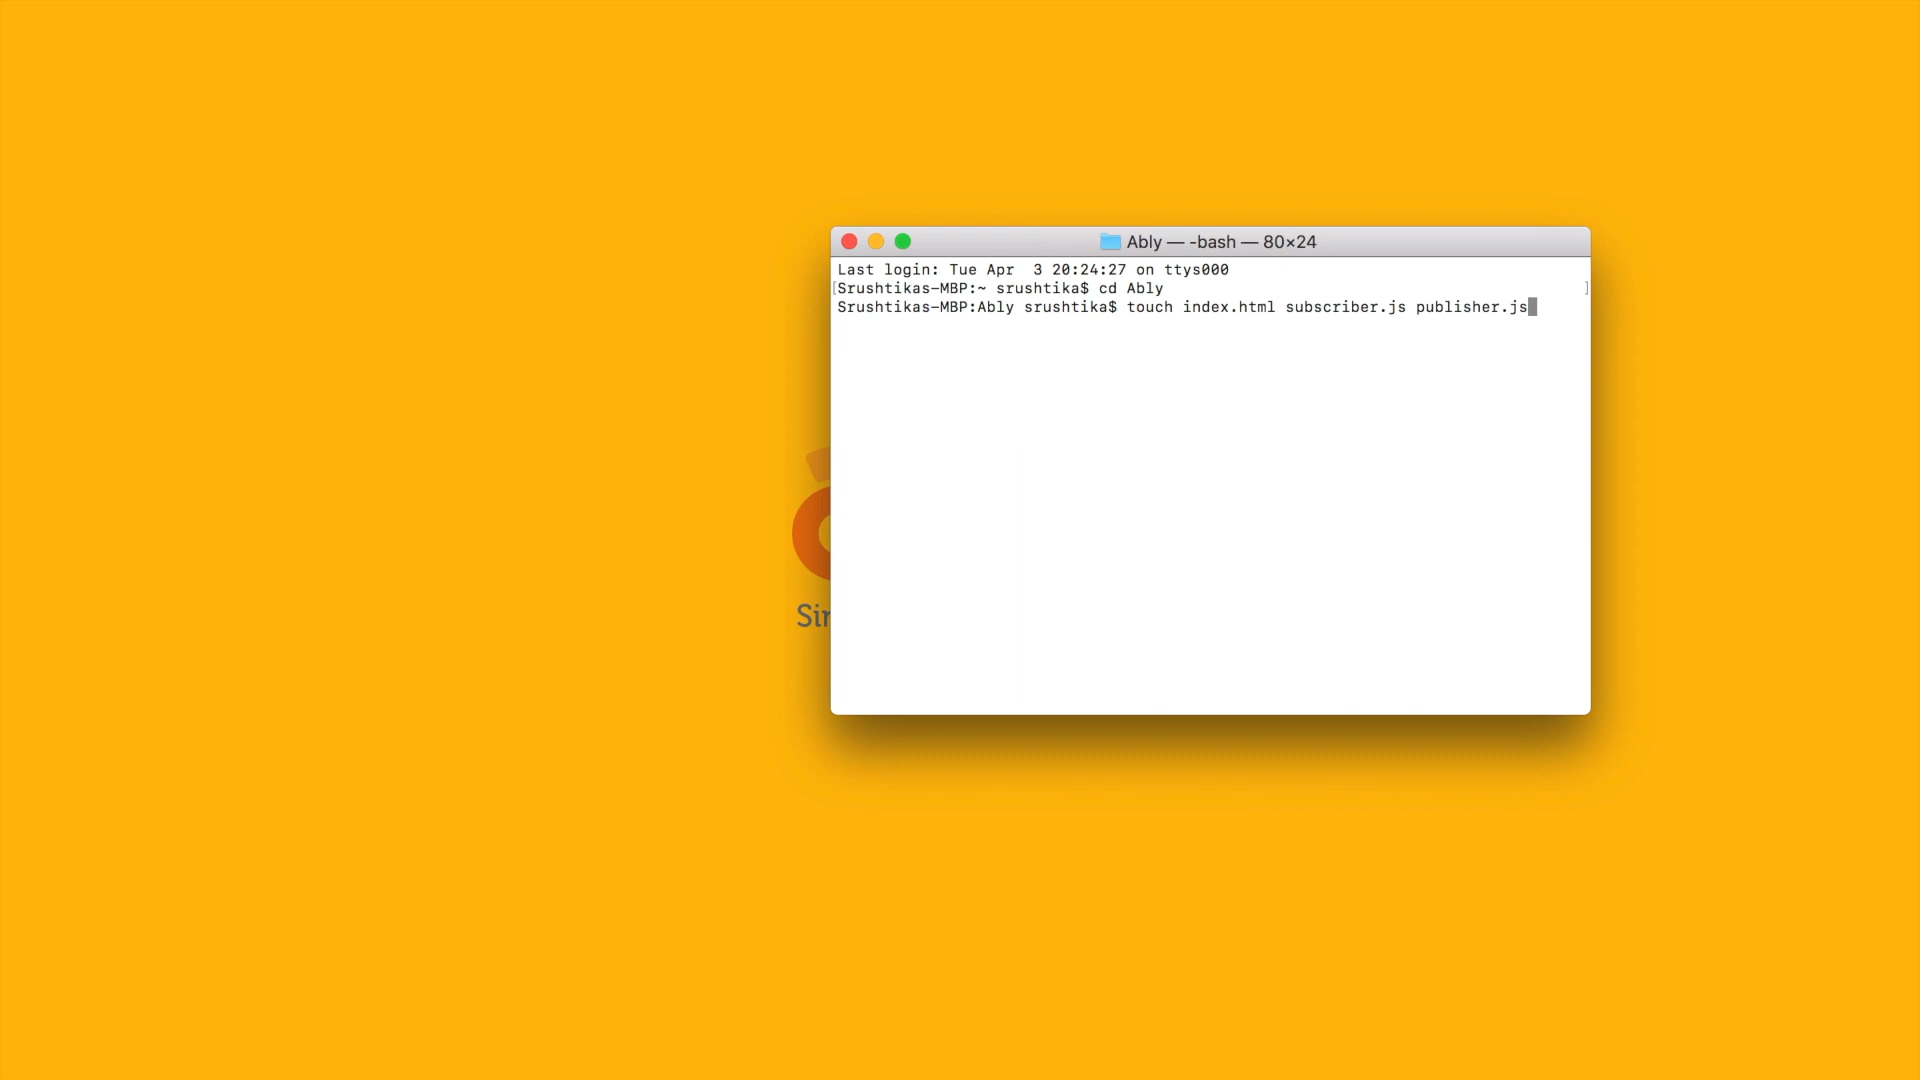 Ably — -bash — 80×24
Last login: Tue Apr  3 20:24:27 on ttys000
[Srushtikas-MBP:~ srushtika$ cd Ably ]
Srushtikas-MBP:Ably srushtika$ touch index.html subscriber.js publisher.js